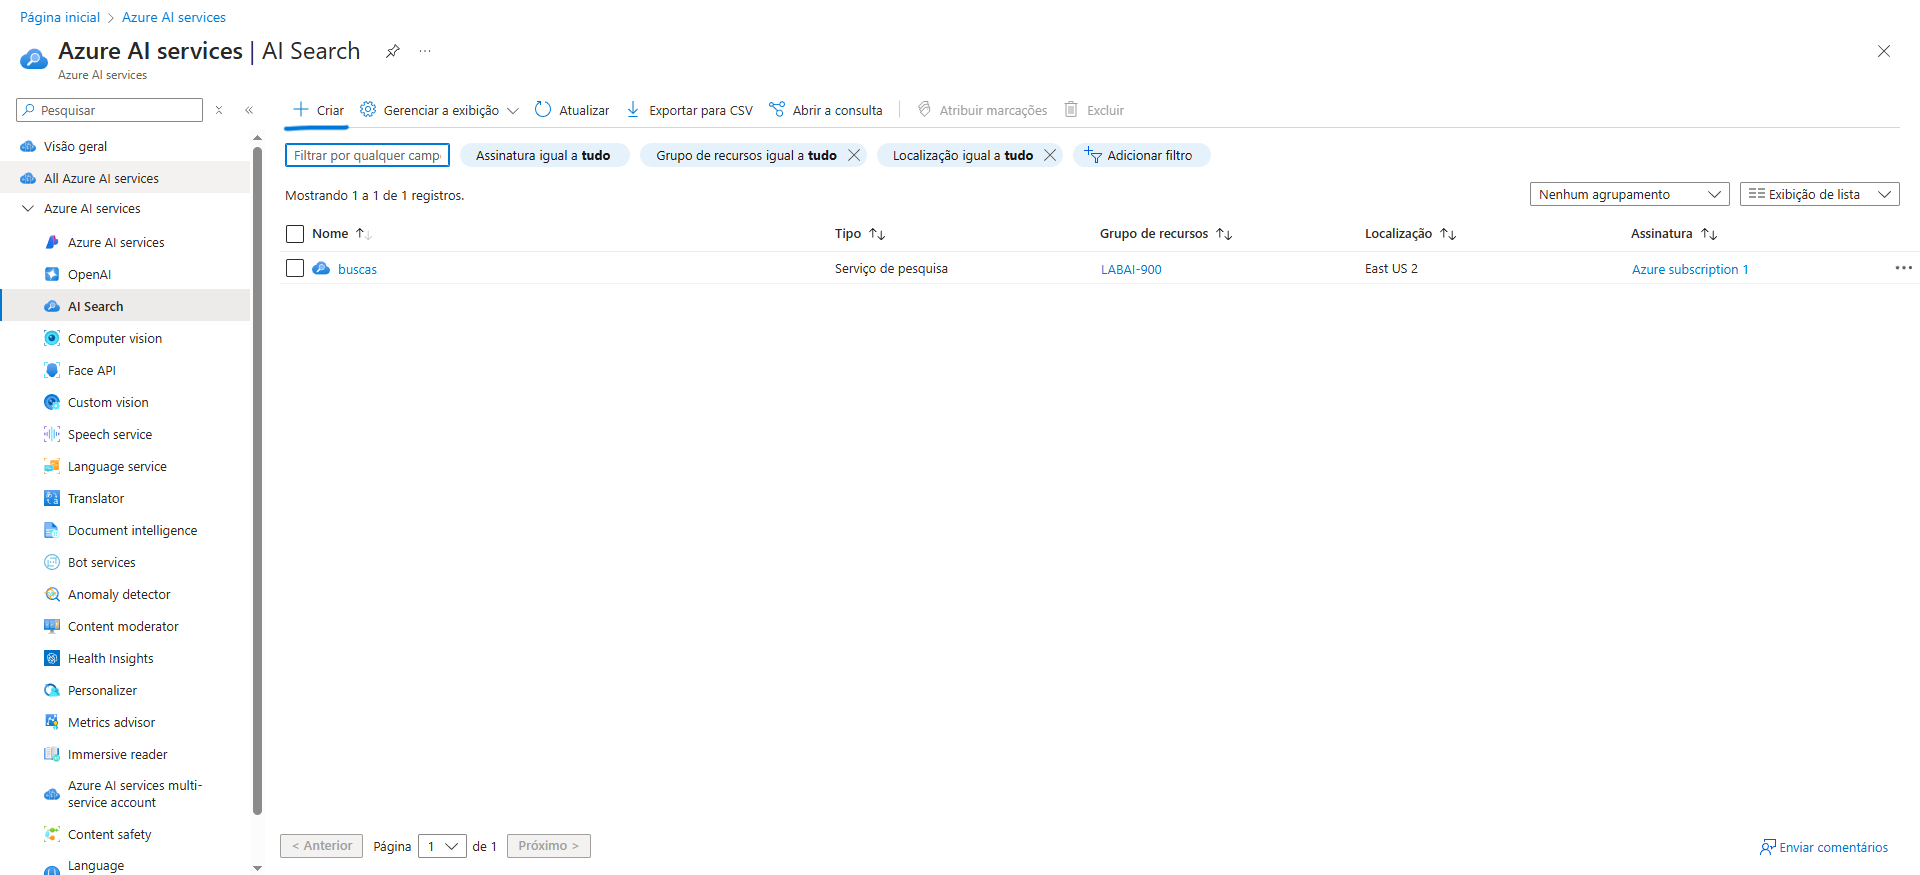 Página inicial > Azure AI services
Azure AI services | AI Search
Azure AI services
Pesquisar
Criar
Gerenciar a exibição
Atualizar
Exportar para CSV
Abrir a consulta
Atribuir marcações
Excluir
Visão geral
All Azure AI services
Azure AI services
Azure AI services
OpenAI
AI Search
Computer vision
Face API
Custom vision
Speech service
Language service
Translator
Document intelligence
Bot services
Anomaly detector
Content moderator
Health Insights
Personalizer
Metrics advisor
Immersive reader
Azure AI services multi-
service account
Content safety
Language
Filtrar por qualquer camp
Assinatura igual a tudo
Grupo de recursos igual a tudo
Localização igual a tudo
Adicionar filtro
Mostrando 1 a 1 de 1 registros.
Nenhum agrupamento
Exibição de lista
Nome Tipo Grupo de recursos Localização Assinatura
buscas Serviço de pesquisa LABAI-900 East US 2 Azure subscription 1
< Anterior Página 1 de 1 Próximo >
Enviar comentários